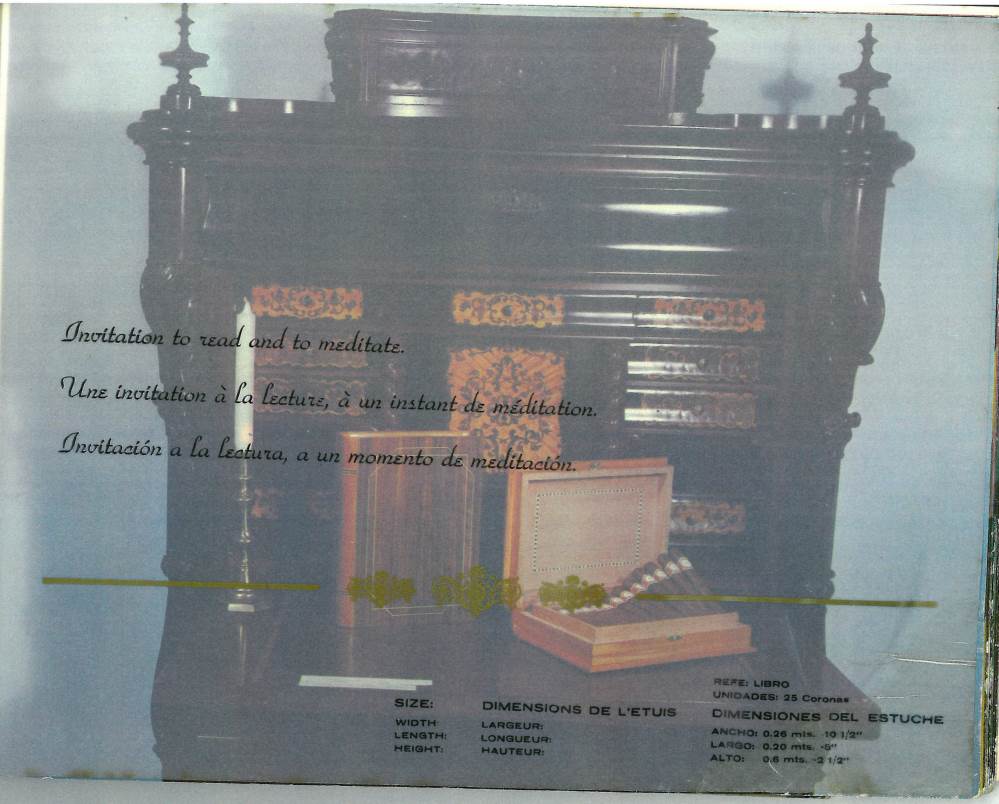 Invitation to read and to meditate.
Une invitation à la lecture, à un instant de méditation.
Invitación a la lectura, a un momento de meditación.
REFE: LIBRO
UNIDADES: 25 Coronas
SIZE:
WIDTH:
LENGTH:
HEIGHT:
DIMENSIONS DE L'ETUIS
LARGEUR:
LONGUEUR:
HAUTEUR:
DIMENSIONES DEL ESTUCHE
ANCHO: 0.26 mts. -10 1/2"
LARGO: 0.20 mts. -8"
ALTO: 0.6 mts. -2 1/2"